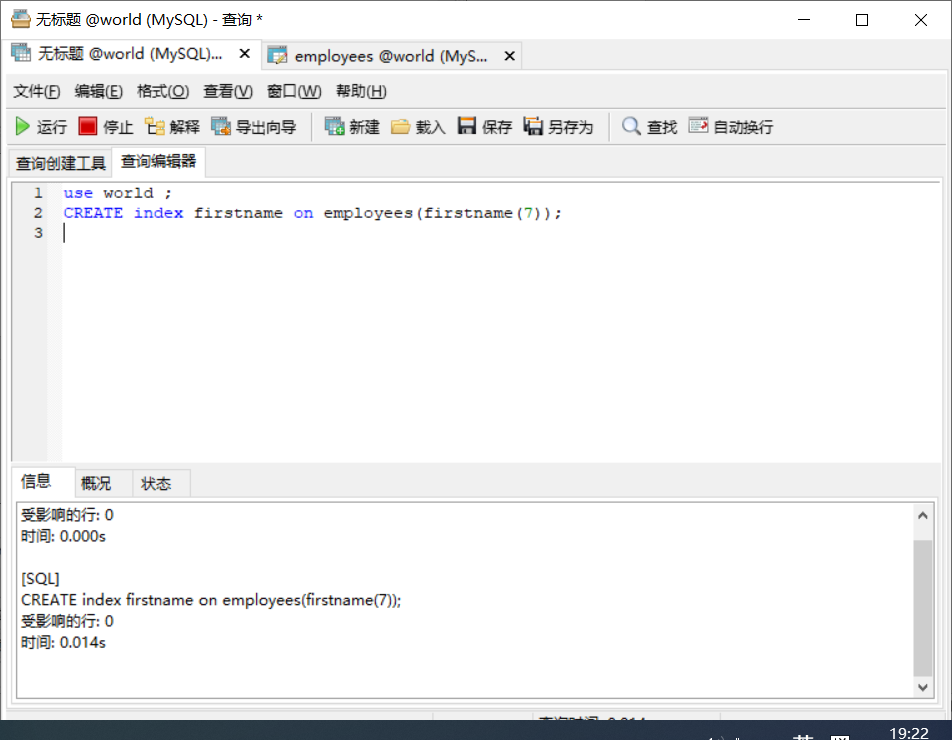 无标题 @world (MySQL) - 查询 *
无标题 @world (MySQL)... employees @world (MyS...
文件(F) 编辑(E) 格式(O) 查看(V) 窗口(W) 帮助(H)
运行 停止 解释 导出向导 新建 载入 保存 另存为 查找 自动换行
查询创建工具 查询编辑器
1 use world ;
2 CREATE index firstname on employees(firstname(7));
3
信息 概况 状态
受影响的行: 0
时间: 0.000s
[SQL]
CREATE index firstname on employees(firstname(7));
受影响的行: 0
时间: 0.014s
19:22